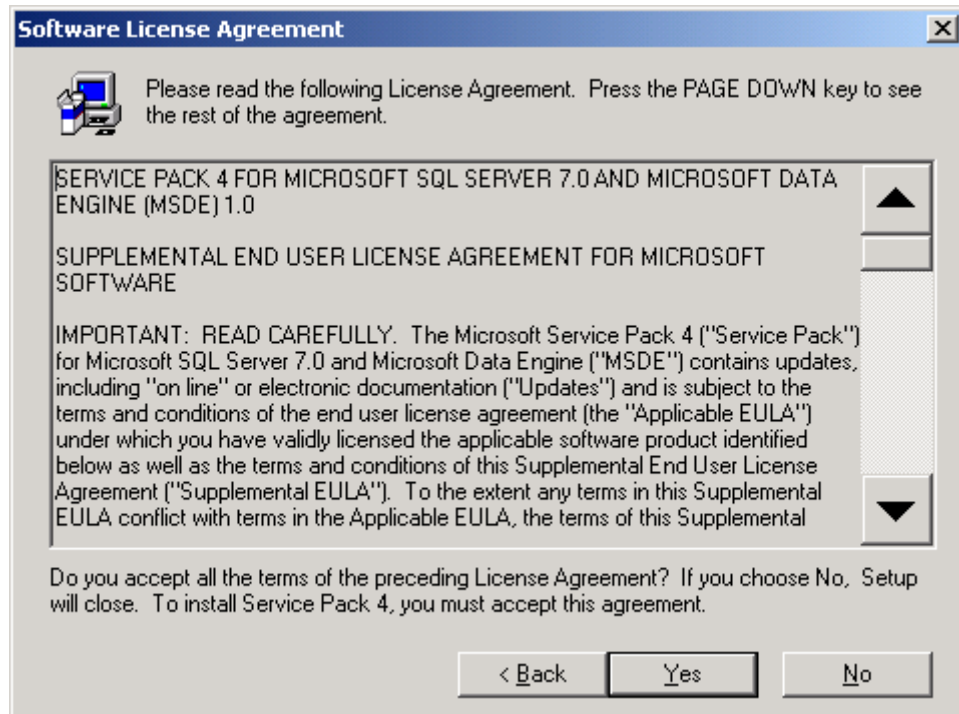 Software License Agreement
Please read the following License Agreement.  Press the PAGE DOWN key to see
the rest of the agreement.
SERVICE PACK 4 FOR MICROSOFT SQL SERVER 7.0 AND MICROSOFT DATA
ENGINE (MSDE) 1.0
SUPPLEMENTAL END USER LICENSE AGREEMENT FOR MICROSOFT
SOFTWARE
IMPORTANT:  READ CAREFULLY.  The Microsoft Service Pack 4 ("Service Pack")
for Microsoft SQL Server 7.0 and Microsoft Data Engine ("MSDE") contains updates,
including "on line" or electronic documentation ("Updates") and is subject to the
terms and conditions of the end user license agreement (the "Applicable EULA")
under which you have validly licensed the applicable software product identified
below as well as the terms and conditions of this Supplemental End User License
Agreement ("Supplemental EULA").  To the extent any terms in this Supplemental
EULA conflict with terms in the Applicable EULA, the terms of this Supplemental
Do you accept all the terms of the preceding License Agreement?  If you choose No,  Setup
will close.  To install Service Pack 4, you must accept this agreement.
< Back
Yes
No